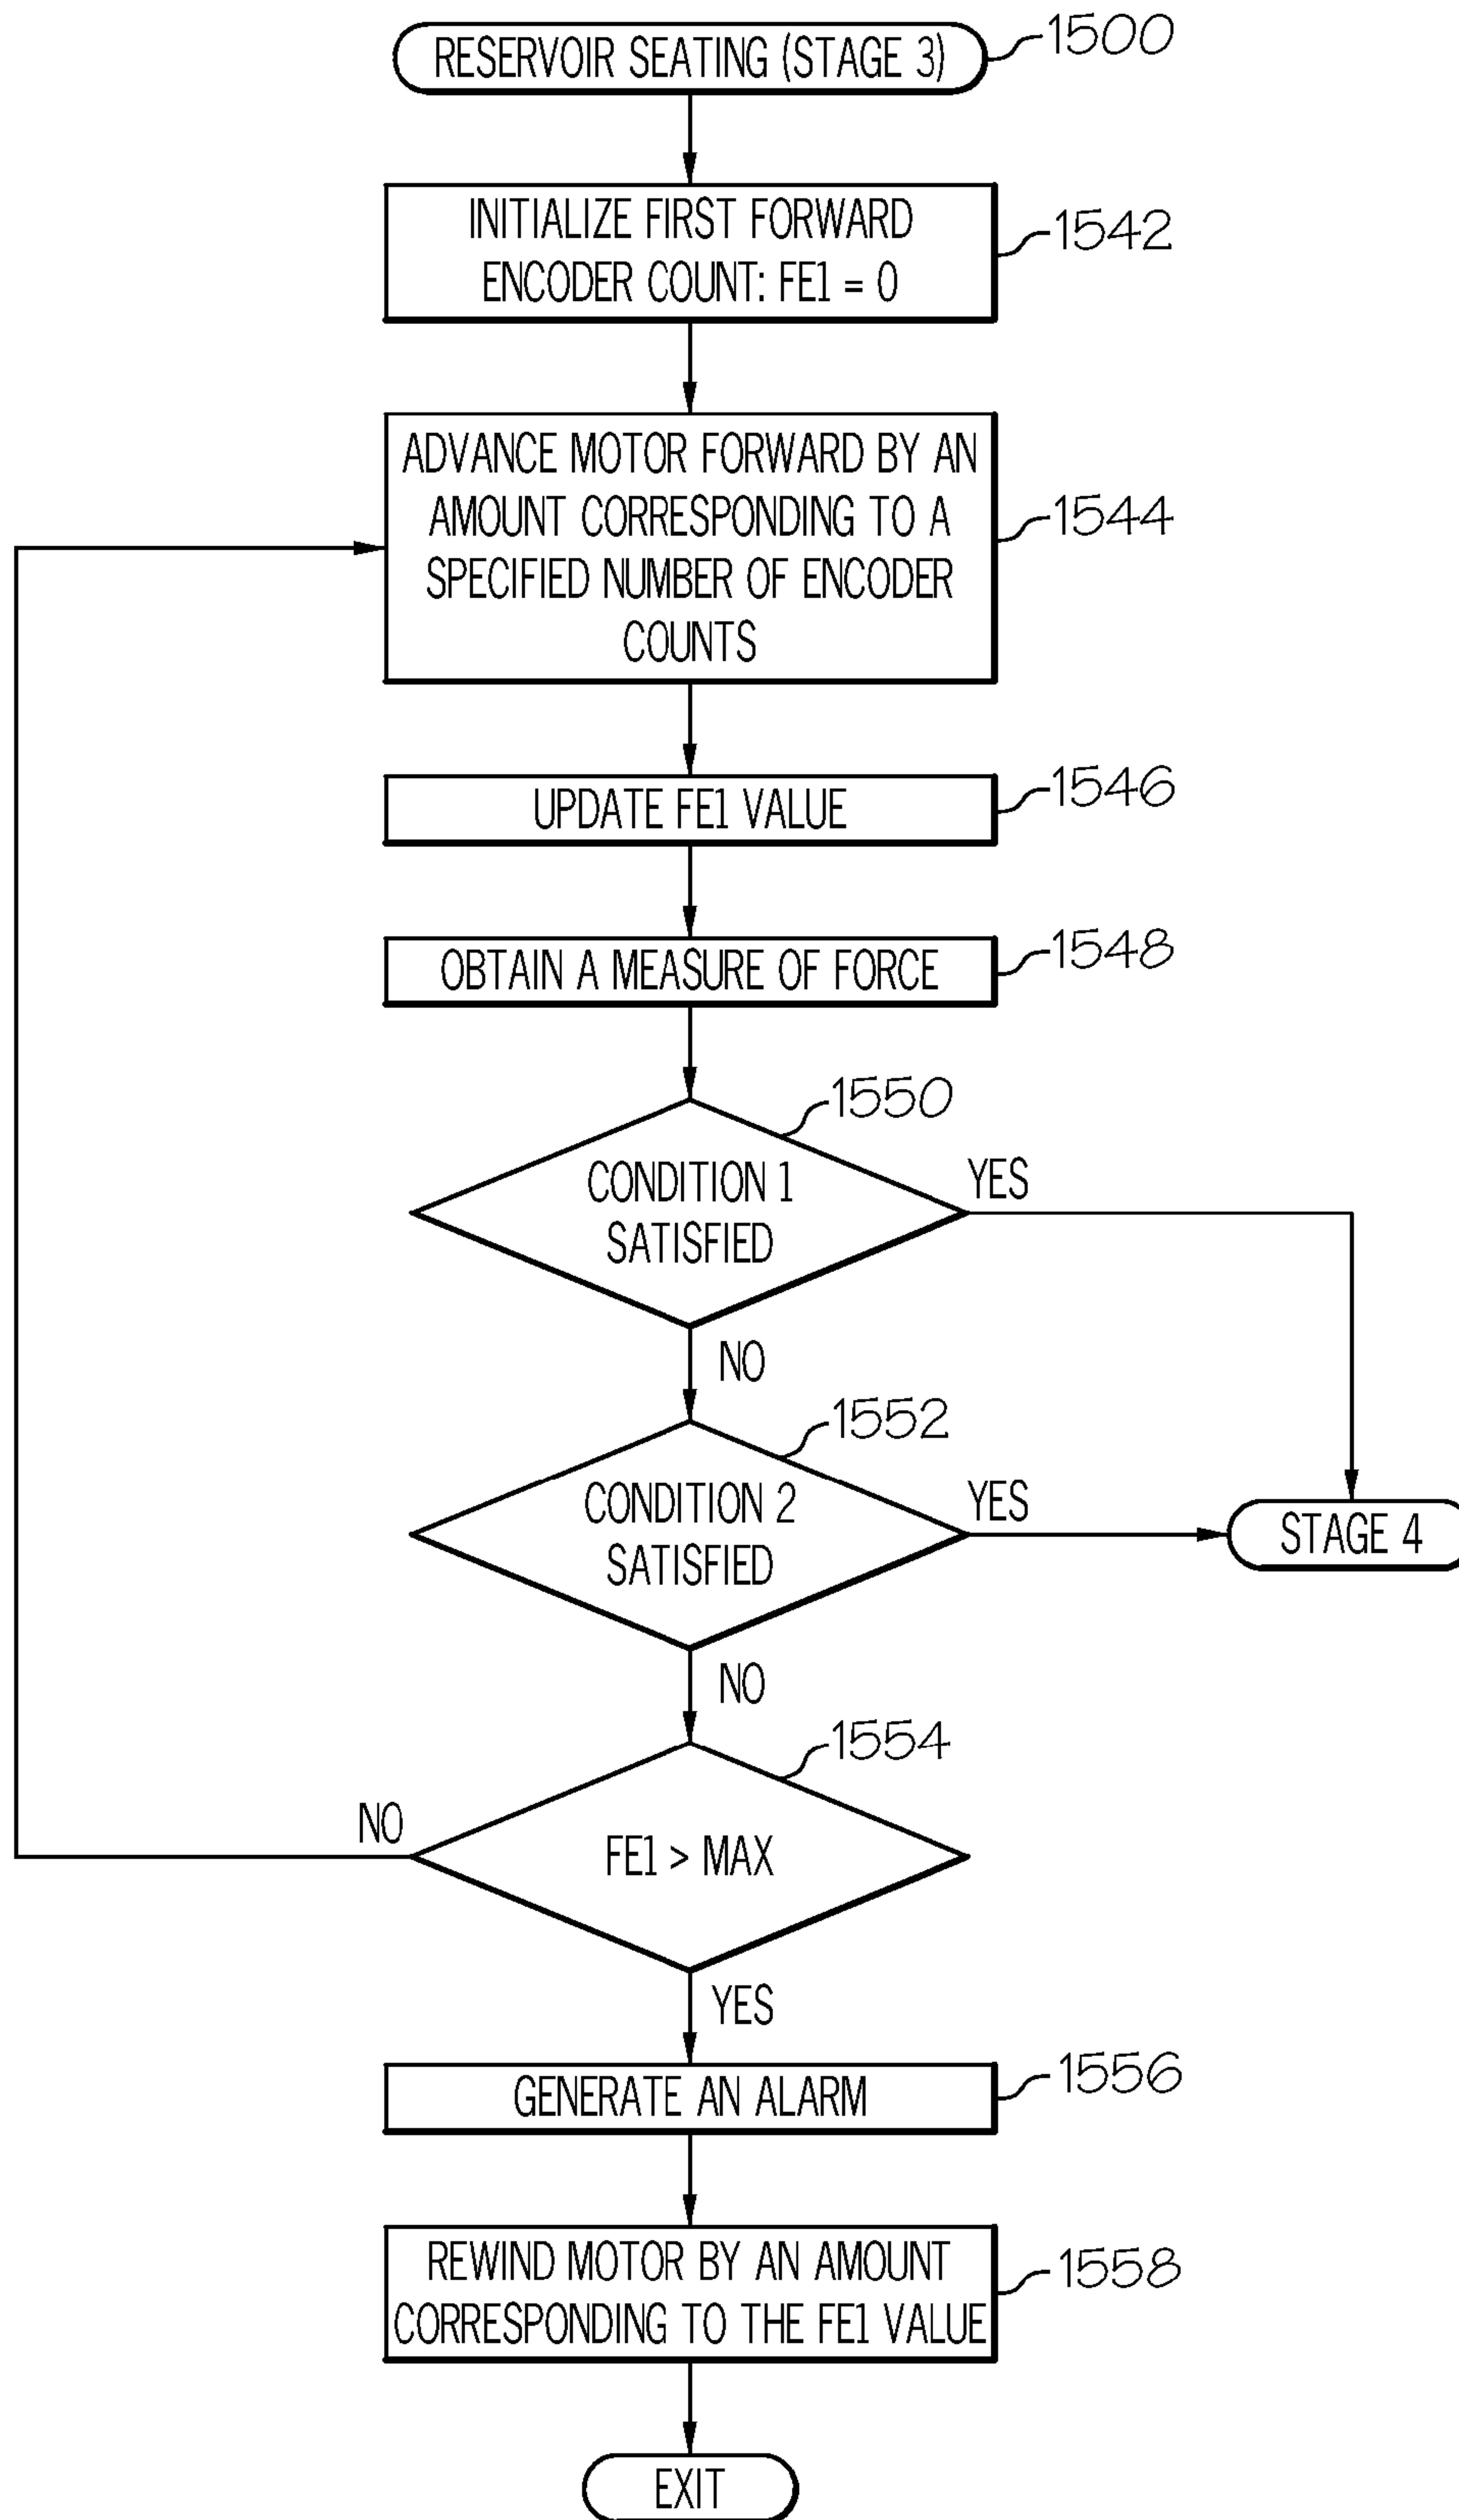 RESERVOIR SEATING (STAGE 3)
1500
INITIALIZE FIRST FORWARD
ENCODER COUNT: FE1 = 0
1542
ADVANCE MOTOR FORWARD BY AN
AMOUNT CORRESPONDING TO A
SPECIFIED NUMBER OF ENCODER
COUNTS
1544
UPDATE FE1 VALUE
1546
OBTAIN A MEASURE OF FORCE
1548
1550
CONDITION 1
SATISFIED
YES
NO
1552
CONDITION 2
SATISFIED
YES
STAGE 4
NO
1554
FE1 > MAX
NO
YES
GENERATE AN ALARM
1556
REWIND MOTOR BY AN AMOUNT
CORRESPONDING TO THE FE1 VALUE
1558
EXIT